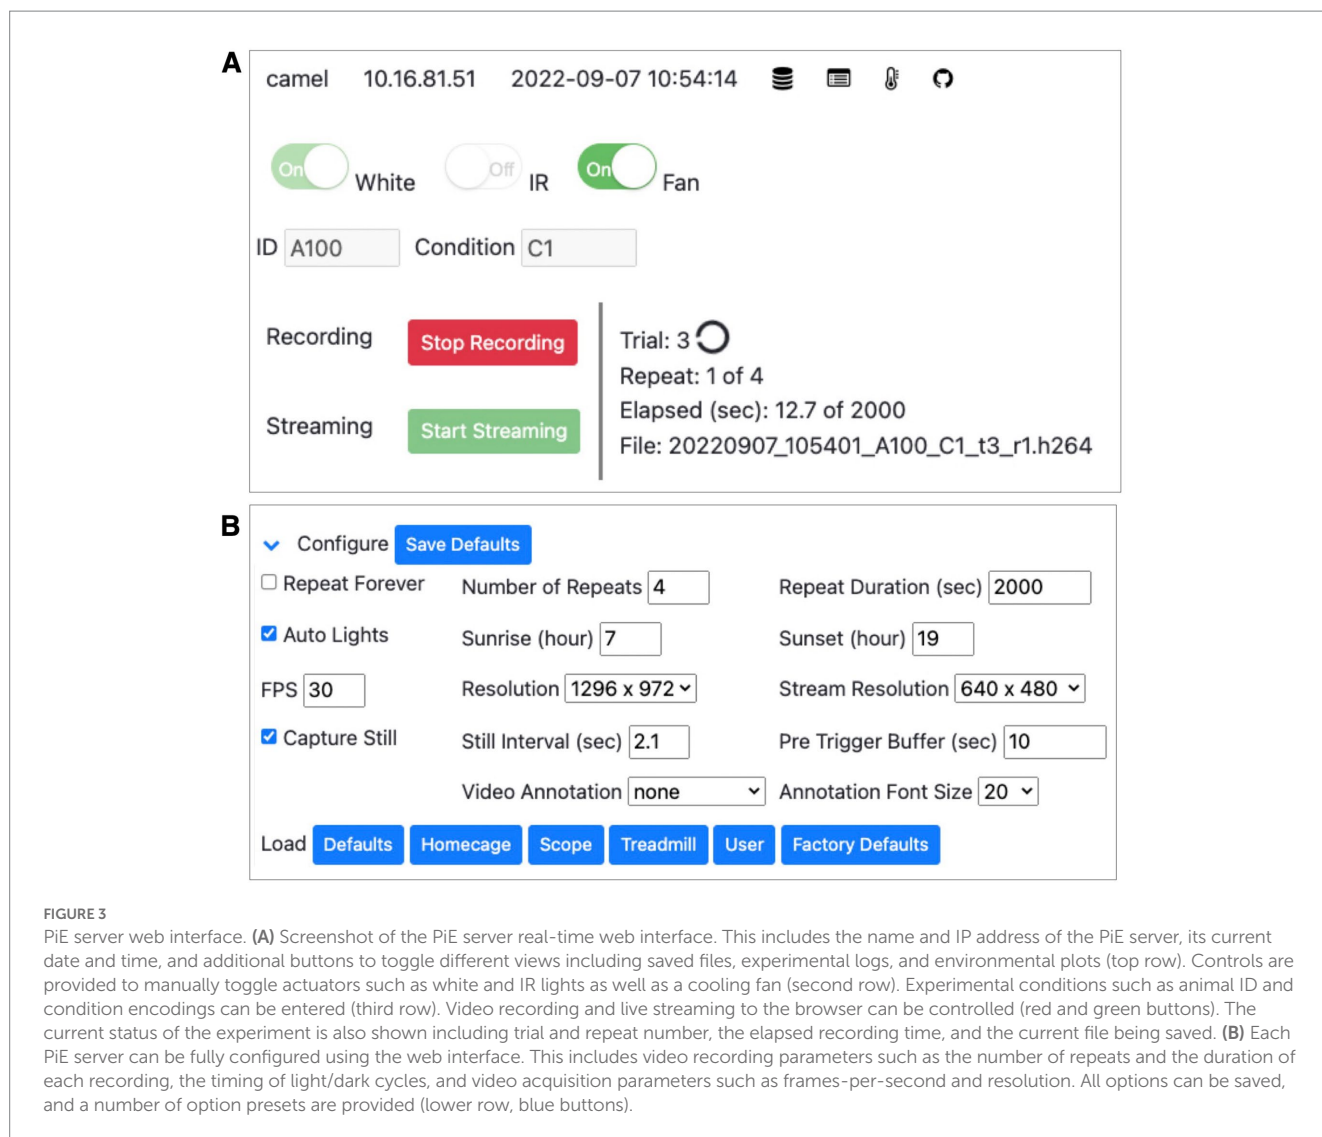 A
camel 10.16.81.51 2022-09-07 10:54:14
On White Off IR On Fan
ID A100 Condition C1
Recording Stop Recording
Streaming Start Streaming
Trial: 3
Repeat: 1 of 4
Elapsed (sec): 12.7 of 2000
File: 20220907_105401_A100_C1_t3_r1.h264
B
Configure Save Defaults
Repeat Forever Number of Repeats 4 Repeat Duration (sec) 2000
Auto Lights Sunrise (hour) 7 Sunset (hour) 19
FPS 30 Resolution 1296 x 972 Stream Resolution 640 x 480
Capture Still Still Interval (sec) 2.1 Pre Trigger Buffer (sec) 10
Video Annotation none Annotation Font Size 20
Load Defaults Homecage Scope Treadmill User Factory Defaults
FIGURE 3
PiE server web interface. (A) Screenshot of the PiE server real-time web interface. This includes the name and IP address of the PiE server, its current
date and time, and additional buttons to toggle different views including saved files, experimental logs, and environmental plots (top row). Controls are
provided to manually toggle actuators such as white and IR lights as well as a cooling fan (second row). Experimental conditions such as animal ID and
condition encodings can be entered (third row). Video recording and live streaming to the browser can be controlled (red and green buttons). The
current status of the experiment is also shown including trial and repeat number, the elapsed recording time, and the current file being saved. (B) Each
PiE server can be fully configured using the web interface. This includes video recording parameters such as the number of repeats and the duration of
each recording, the timing of light/dark cycles, and video acquisition parameters such as frames-per-second and resolution. All options can be saved,
and a number of option presets are provided (lower row, blue buttons).